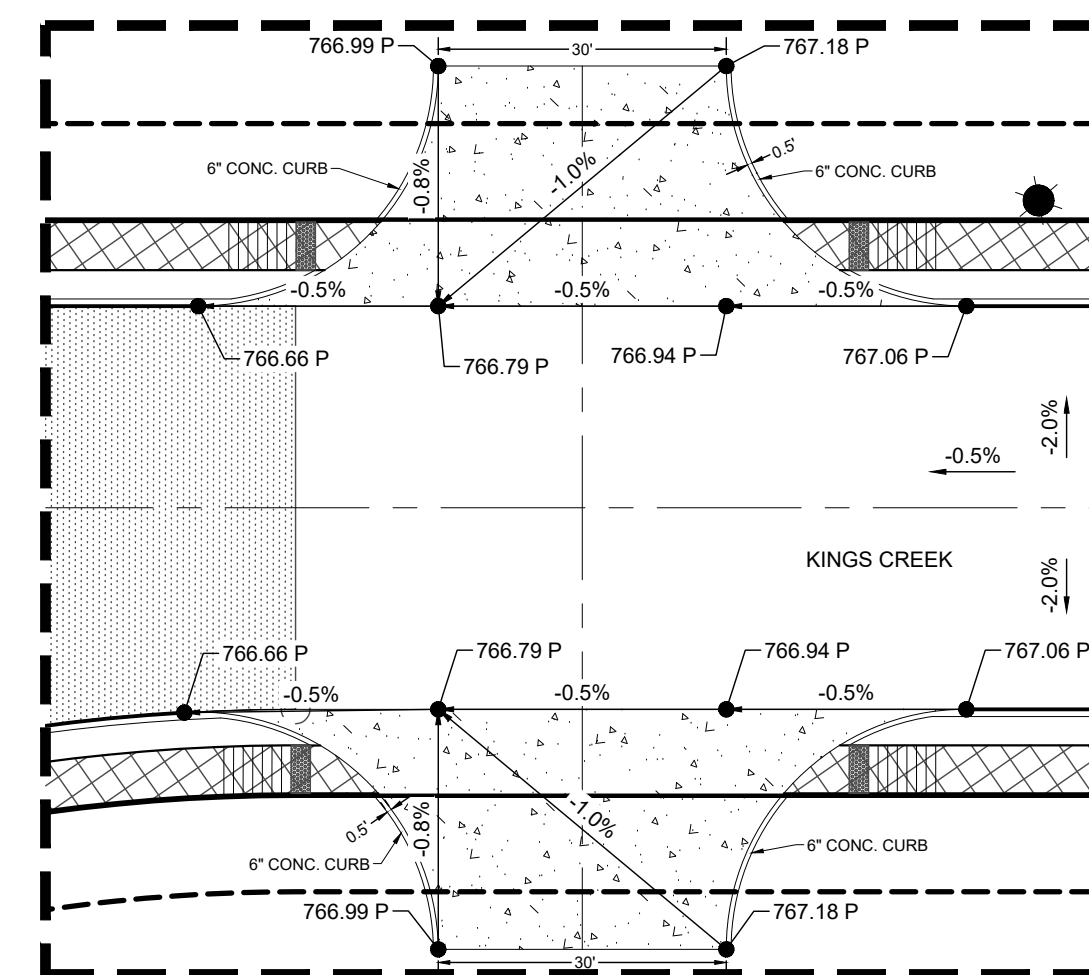 766.99 P
30'
767.18 P
6" CONC. CURB
-0.8%
-1.0%
0.5'
6" CONC. CURB
-0.5%
-0.5%
-0.5%
766.66 P
766.79 P
766.94 P
767.06 P
-2.0%
-0.5%
KINGS CREEK
-2.0%
766.66 P
766.79 P
766.94 P
767.06 P
-0.5%
-0.5%
-0.5%
0.5'
-0.8%
-1.0%
6" CONC. CURB
6" CONC. CURB
766.99 P
767.18 P
30'